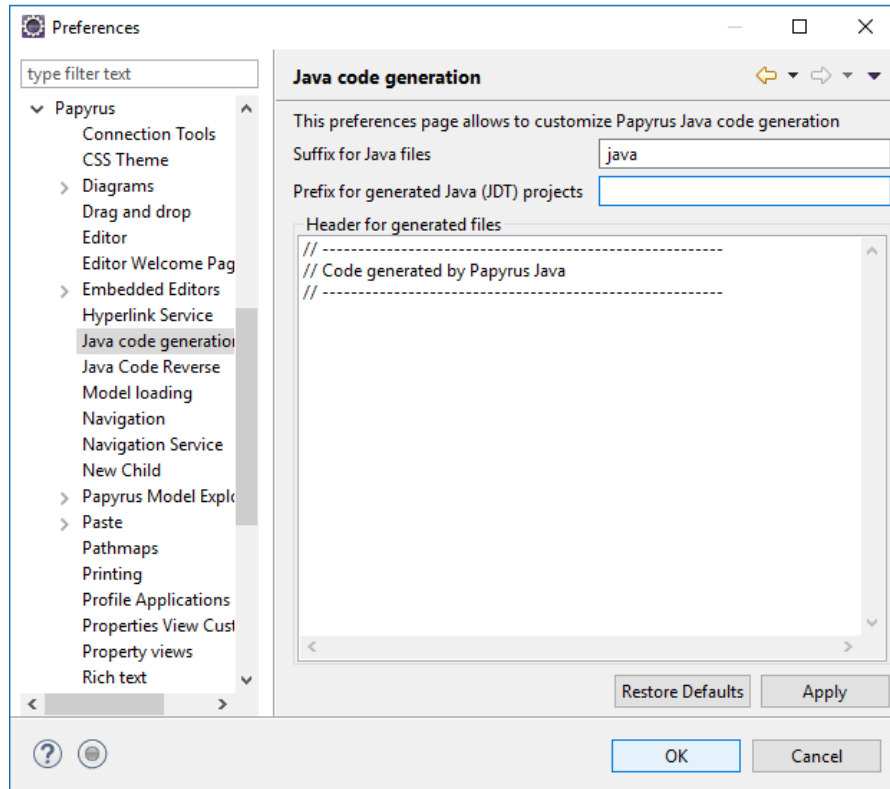 Preferences
type filter text
Papyrus
Connection Tools
CSS Theme
Diagrams
Drag and drop
Editor
Editor Welcome Pag
Embedded Editors
Hyperlink Service
Java code generation
Java Code Reverse
Model loading
Navigation
Navigation Service
New Child
Papyrus Model Explo
Paste
Pathmaps
Printing
Profile Applications
Properties View Cust
Property views
Rich text
Java code generation
This preferences page allows to customize Papyrus Java code generation
Suffix for Java files
java
Prefix for generated Java (JDT) projects
Header for generated files
// --------------------------------------------------------
// Code generated by Papyrus Java
// --------------------------------------------------------
Restore Defaults
Apply
OK
Cancel